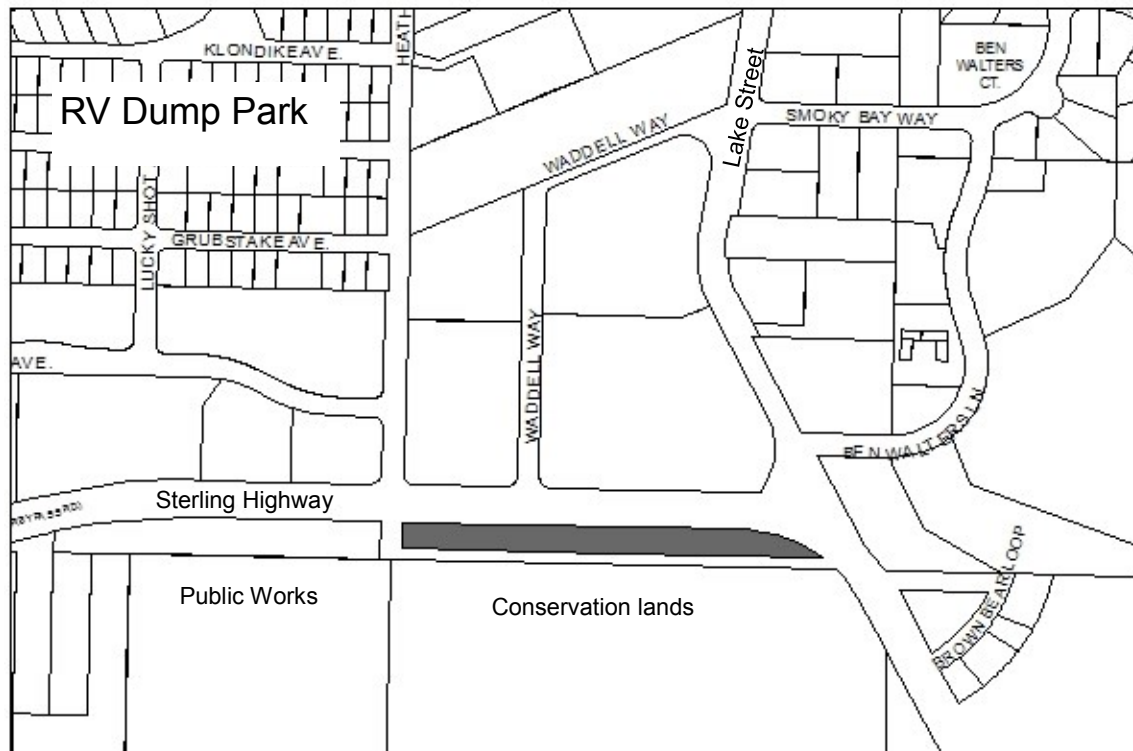 KLONDIKE AVE.
HEATH
RV Dump Park
Lake Street
BEN
WALTERS
CT.
SMOKY BAY WAY
WADDELL WAY
LUCKY SHOT
GRUBSTAKE AVE.
AVE.
WADDELL WAY
BEN WALTERS LN
Sterling Highway
Public Works
Conservation lands
BROWN BEAR LOOP